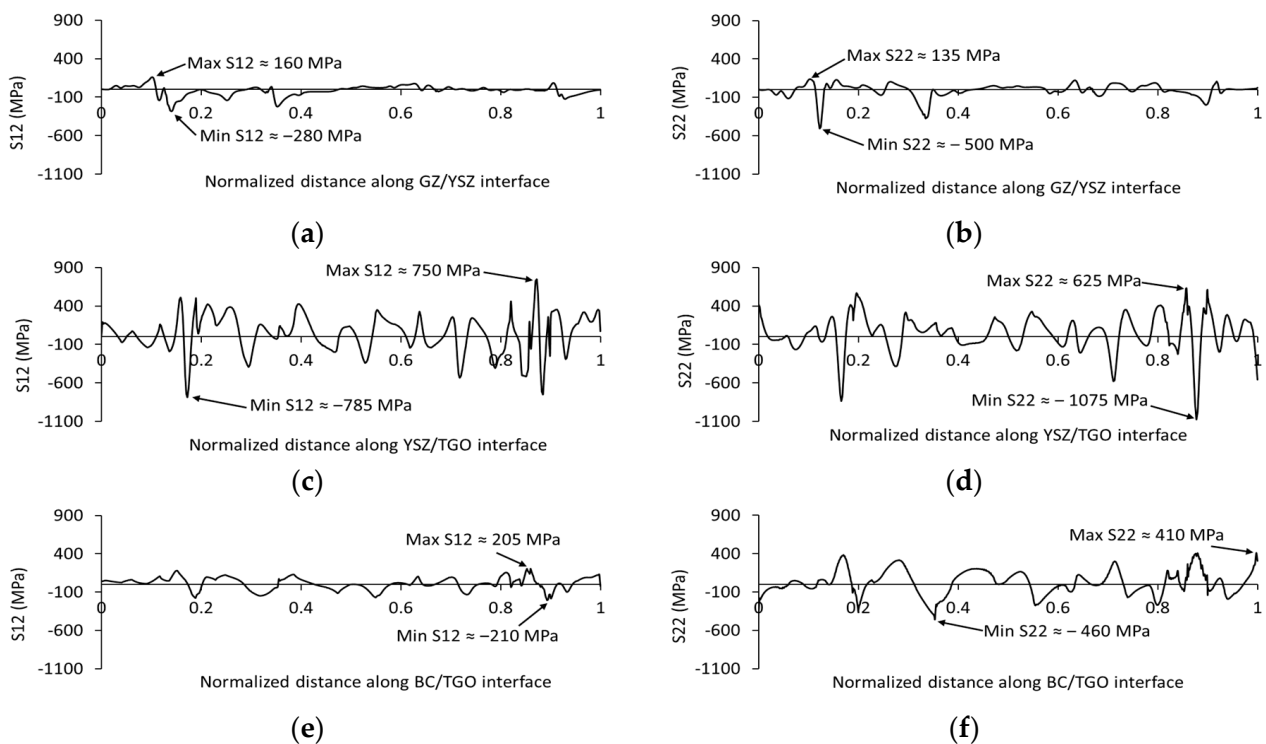 900
400
-100
-600
-1100
S12 (MPa)
0
0.2
0.4
0.6
0.8
1
Max S12 ≈ 160 MPa
Min S12 ≈ −280 MPa
Normalized distance along GZ/YSZ interface
(a)
900
400
-100
-600
-1100
S22 (MPa)
0
0.2
0.4
0.6
0.8
1
Max S22 ≈ 135 MPa
Min S22 ≈ − 500 MPa
Normalized distance along GZ/YSZ interface
(b)
900
400
-100
-600
-1100
S12 (MPa)
0
0.2
0.4
0.6
0.8
1
Max S12 ≈ 750 MPa
Min S12 ≈ −785 MPa
Normalized distance along YSZ/TGO interface
(c)
900
400
-100
-600
-1100
S22 (MPa)
0
0.2
0.4
0.6
0.8
1
Max S22 ≈ 625 MPa
Min S22 ≈ − 1075 MPa
Normalized distance along YSZ/TGO interface
(d)
900
400
-100
-600
-1100
S12 (MPa)
0
0.2
0.4
0.6
0.8
1
Max S12 ≈ 205 MPa
Min S12 ≈ −210 MPa
Normalized distance along BC/TGO interface
(e)
900
400
-100
-600
-1100
S22 (MPa)
0
0.2
0.4
0.6
0.8
1
Max S22 ≈ 410 MPa
Min S22 ≈ − 460 MPa
Normalized distance along BC/TGO interface
(f)